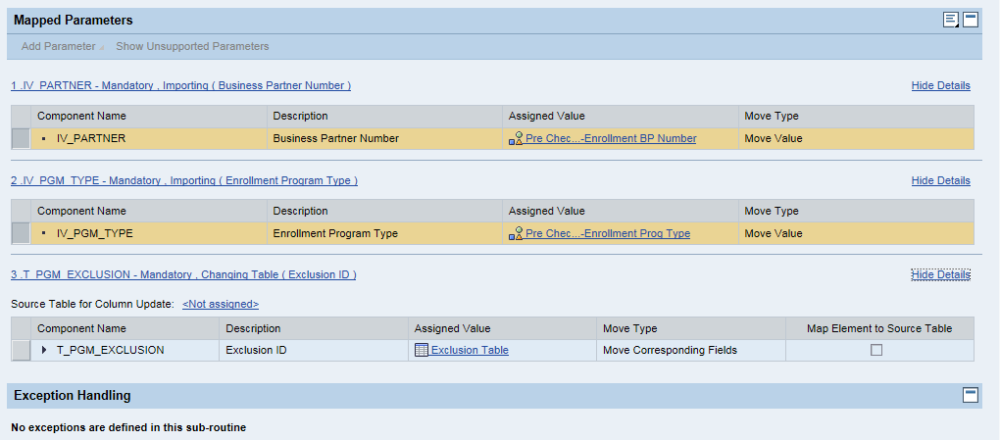 Mapped Parameters
Add Parameter Show Unsupported Parameters
1 .IV_PARTNER - Mandatory , Importing ( Business Partner Number ) Hide Details
Component Name Description Assigned Value Move Type
IV_PARTNER Business Partner Number Pre Chec...-Enrollment BP Number Move Value
2 .IV_PGM_TYPE - Mandatory , Importing ( Enrollment Program Type ) Hide Details
Component Name Description Assigned Value Move Type
IV_PGM_TYPE Enrollment Program Type Pre Chec...-Enrollment Prog Type Move Value
3 .T_PGM_EXCLUSION - Mandatory , Changing Table ( Exclusion ID ) Hide Details
Source Table for Column Update: <Not assigned>
Component Name Description Assigned Value Move Type Map Element to Source Table
T_PGM_EXCLUSION Exclusion ID Exclusion Table Move Corresponding Fields
Exception Handling
No exceptions are defined in this sub-routine